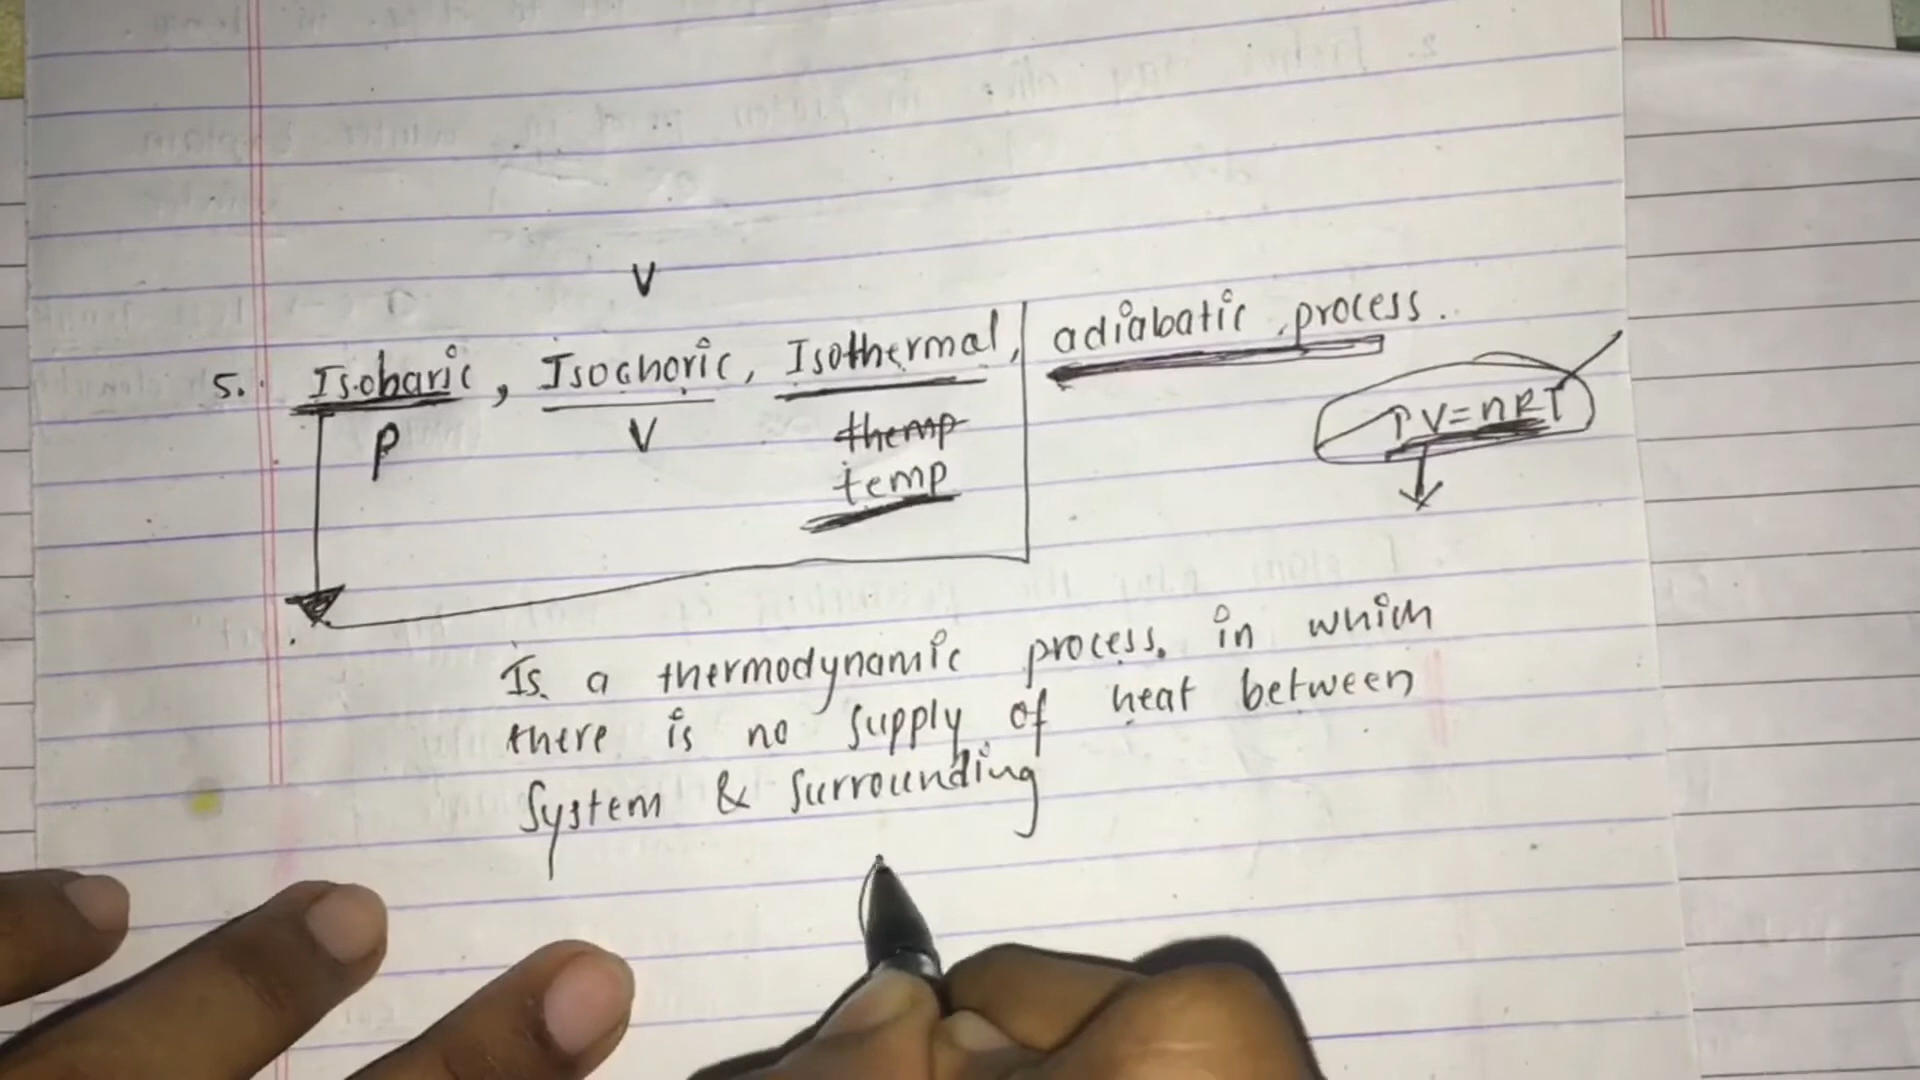 V
5. Isobaric, Isochoric, Isothermal, adiabatic process.
P V themp PV=nRT
temp
Is a thermodynamic process in which
there is no supply of heat between
System & Surrounding